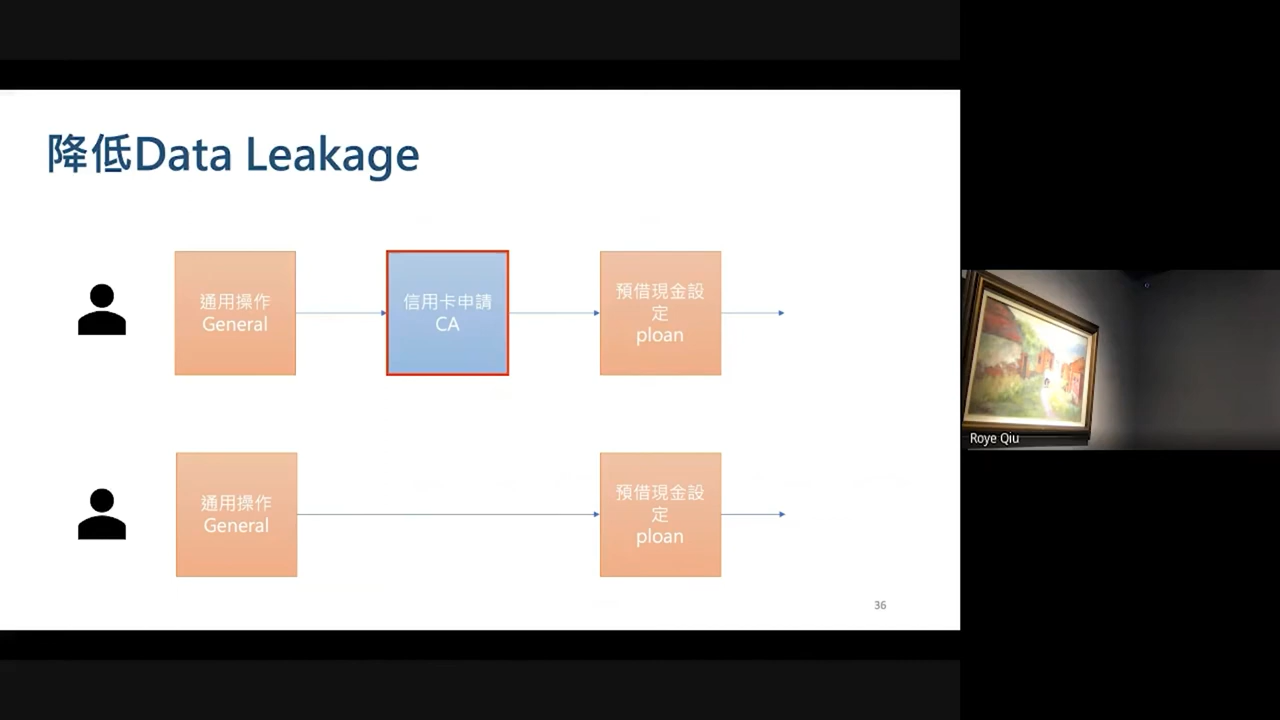 降低Data Leakage
通用操作
General
信用卡申請
CA
預借現金設
定
ploan
通用操作
General
預借現金設
定
ploan
36
Roye Qiu